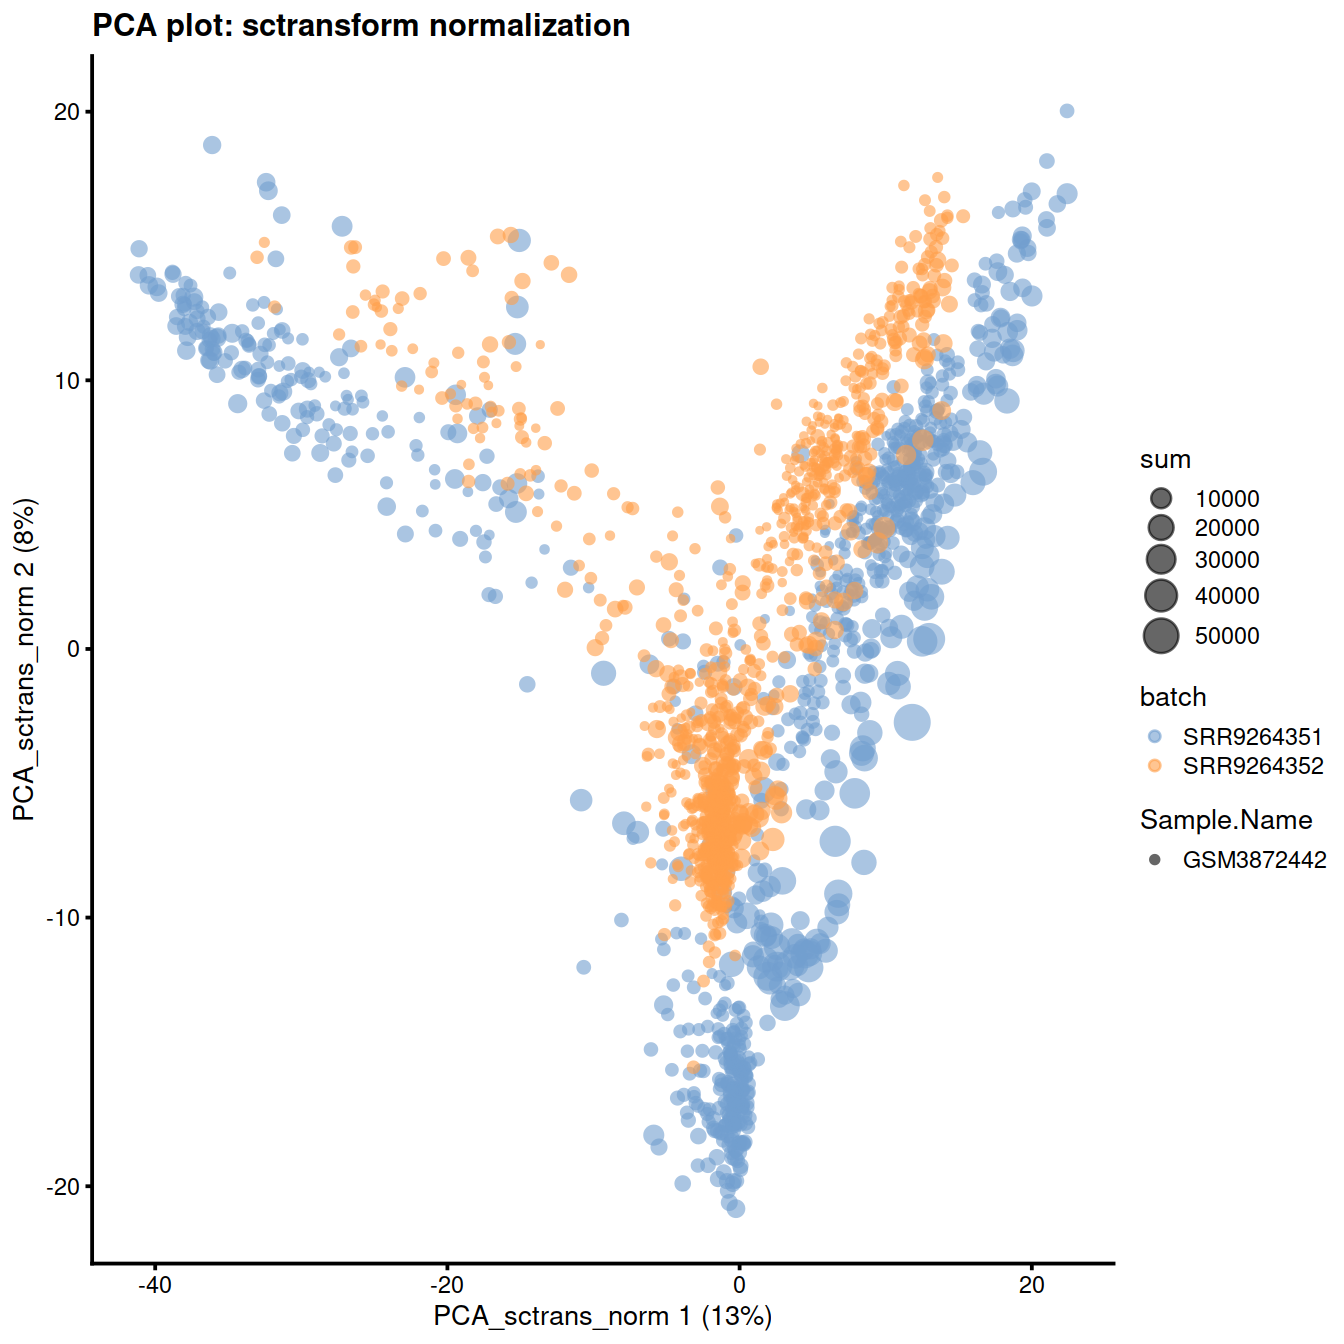 PCA plot: sctransform normalization
20
10
0
-10
-20
PCA_sctrans_norm 2 (8%)
-40
-20
0
20
PCA_sctrans_norm 1 (13%)
sum
10000
20000
30000
40000
50000
batch
SRR9264351
SRR9264352
Sample.Name
GSM3872442